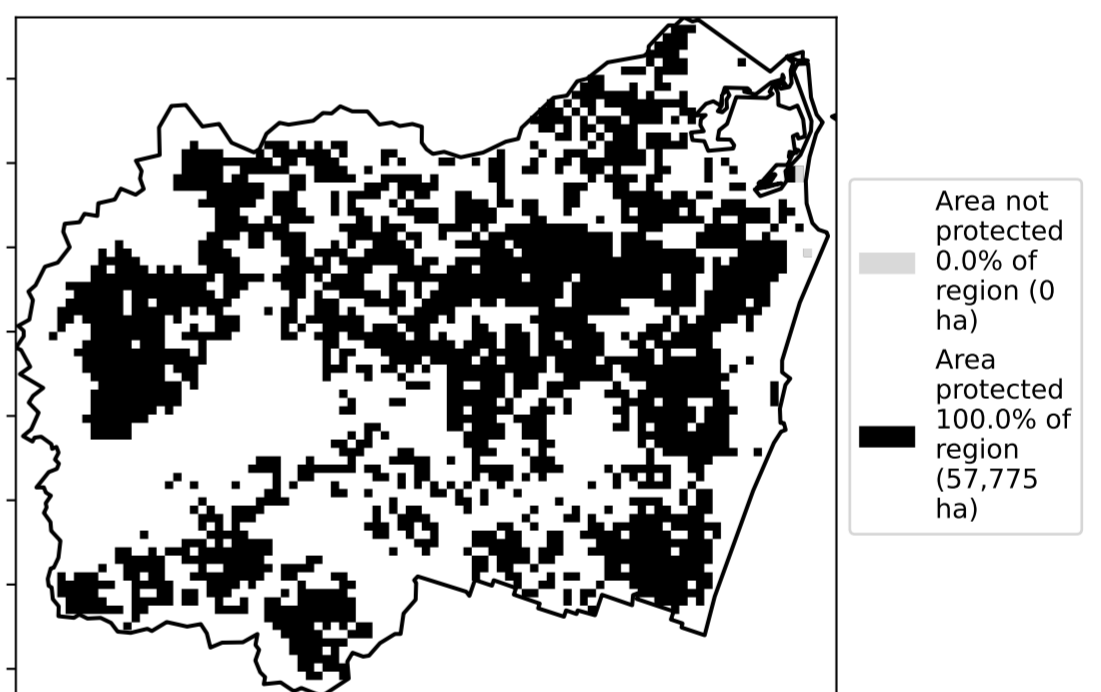 Area not
protected
0.0% of
region (0
ha)
Area
protected
100.0% of
region
(57,775
ha)